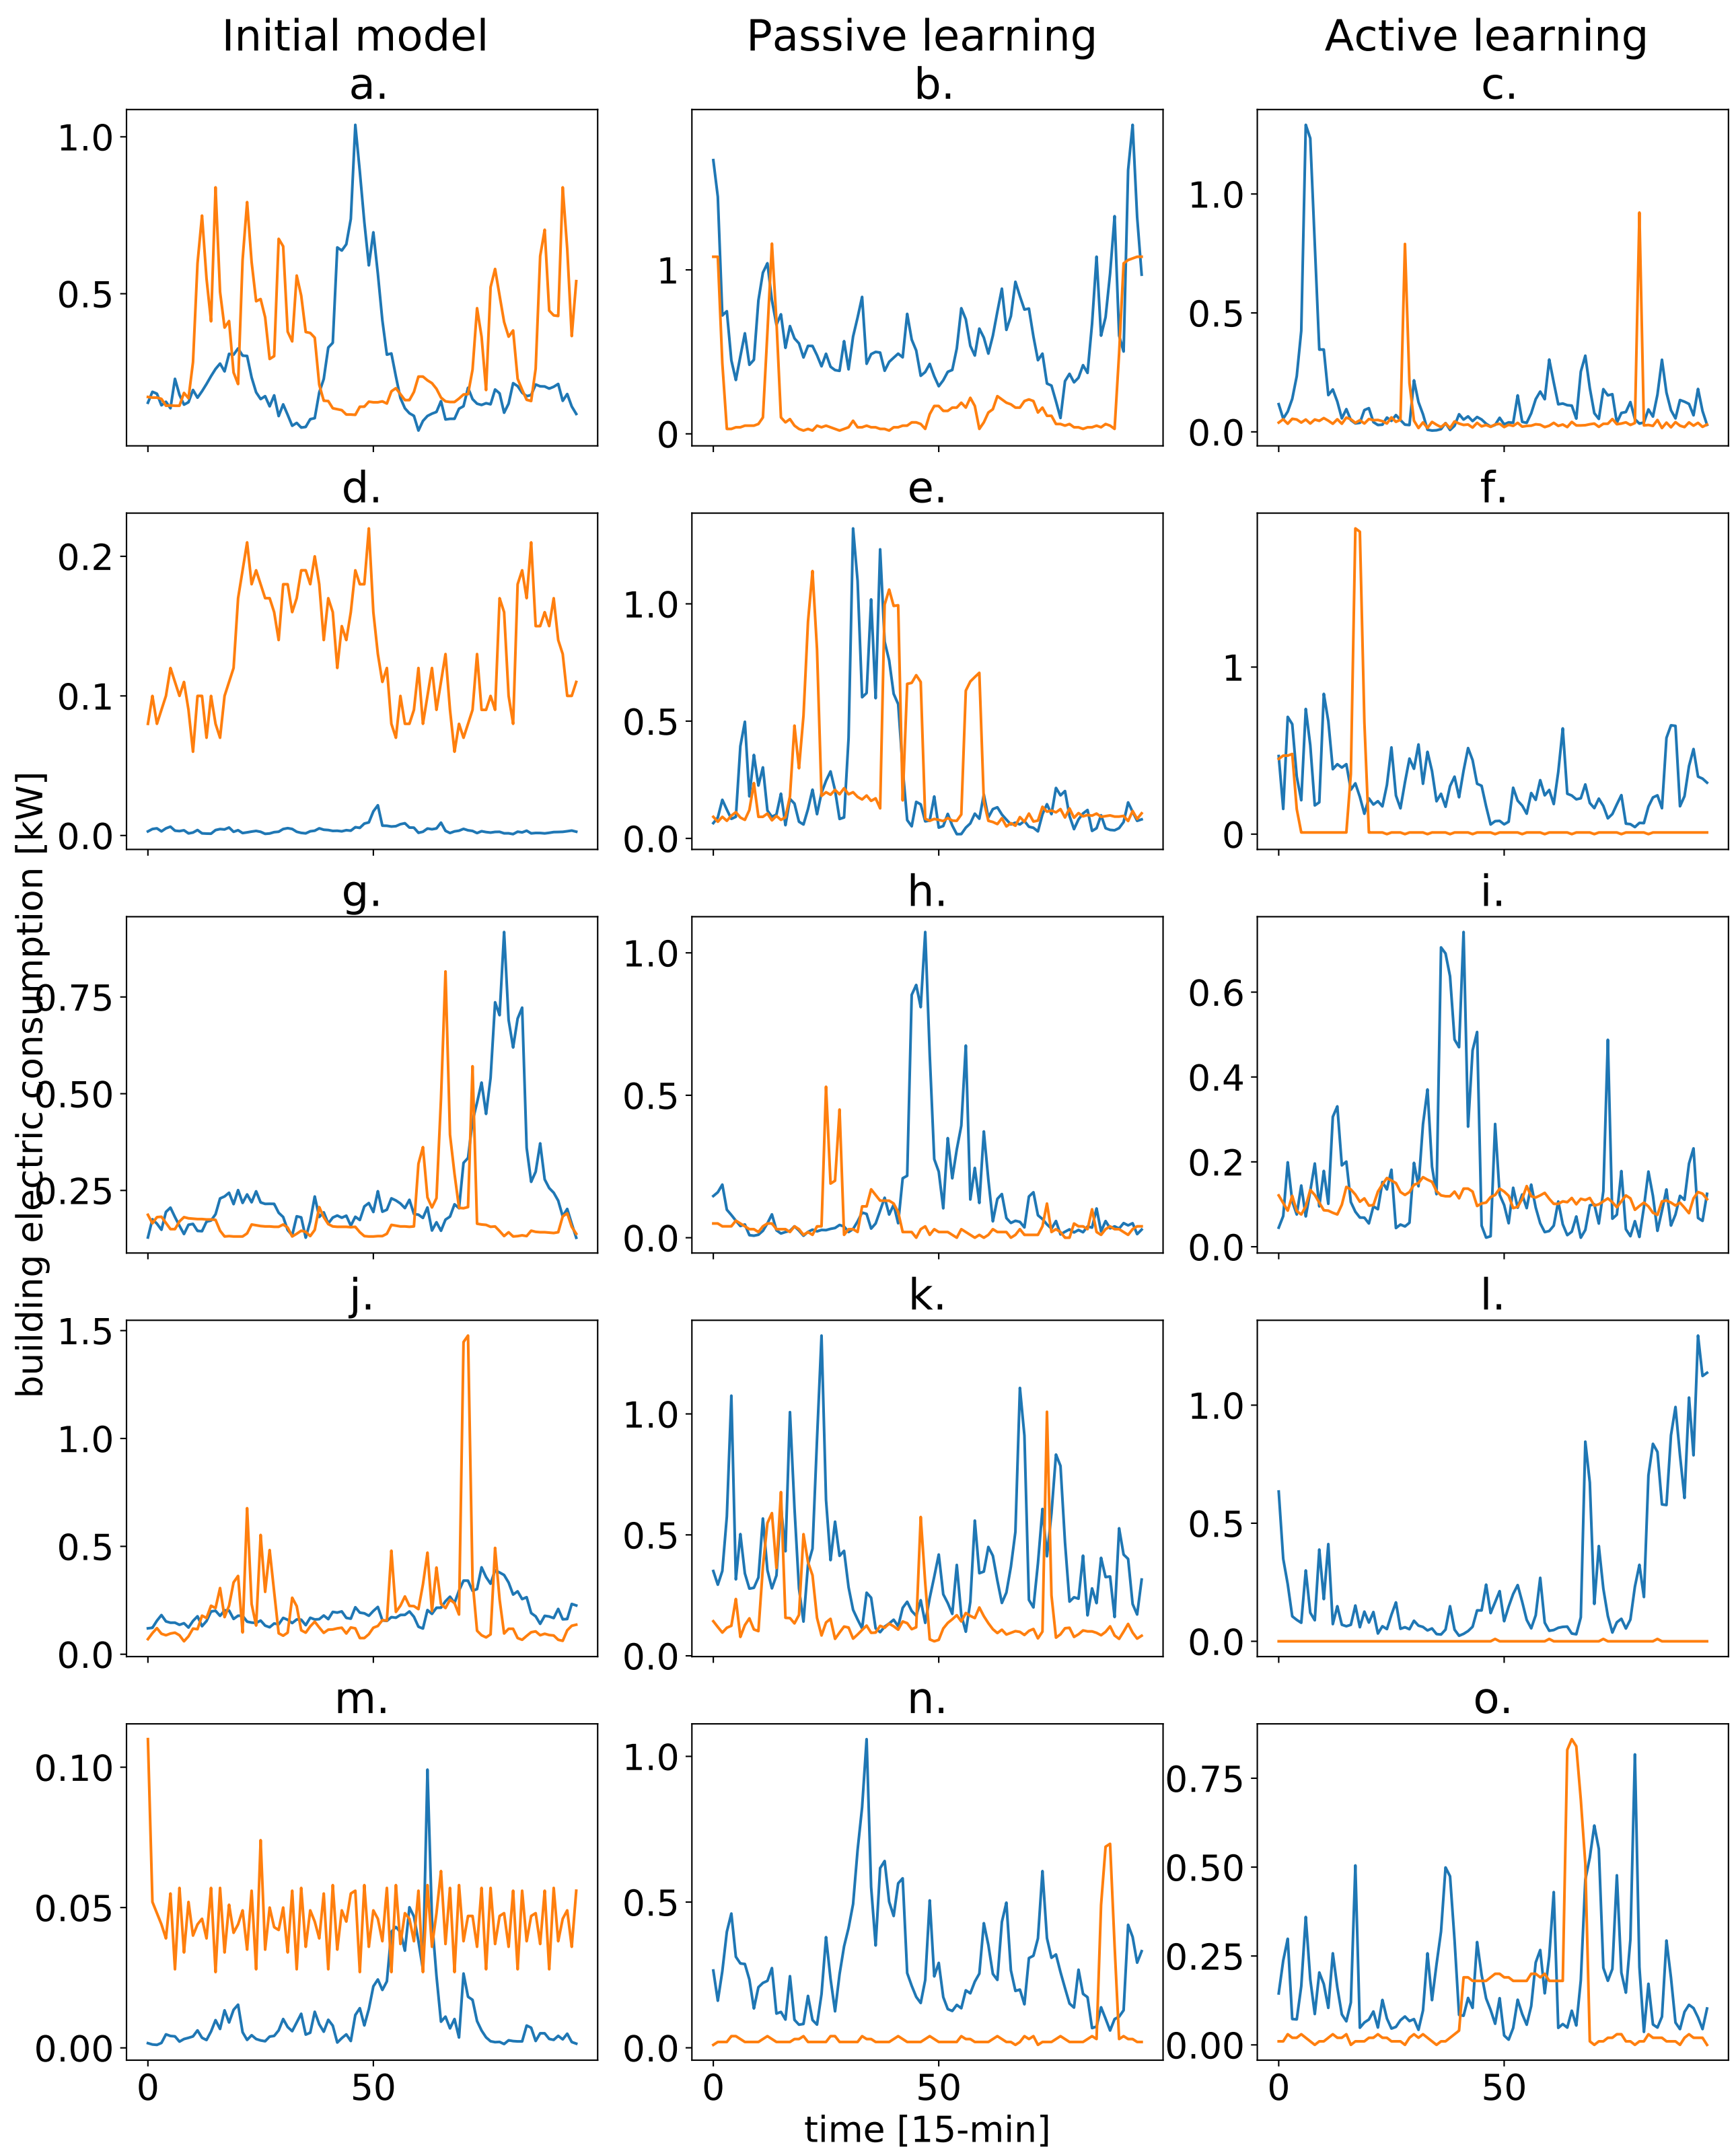 Initial model Passive learning Active learning
a. b. c.
1.0 1 1.0
0.5 0 0.5
0.0
d. e. f.
0.2 1.0 1
0.1 0.5 0
0.0 0.0
building electric consumption [kW]
g. h. i.
0.75 1.0 0.6
0.50 0.5 0.4
0.25 0.0 0.2
0.0
j. k. l.
1.5 1.0 1.0
1.0 0.5 0.5
0.5 0.0 0.0
0.0
m. n. o.
0.10 1.0 0.75
0.05 0.5 0.50
0.00 0.0 0.25
0.00
0 50 0 50 0 50
time [15-min]